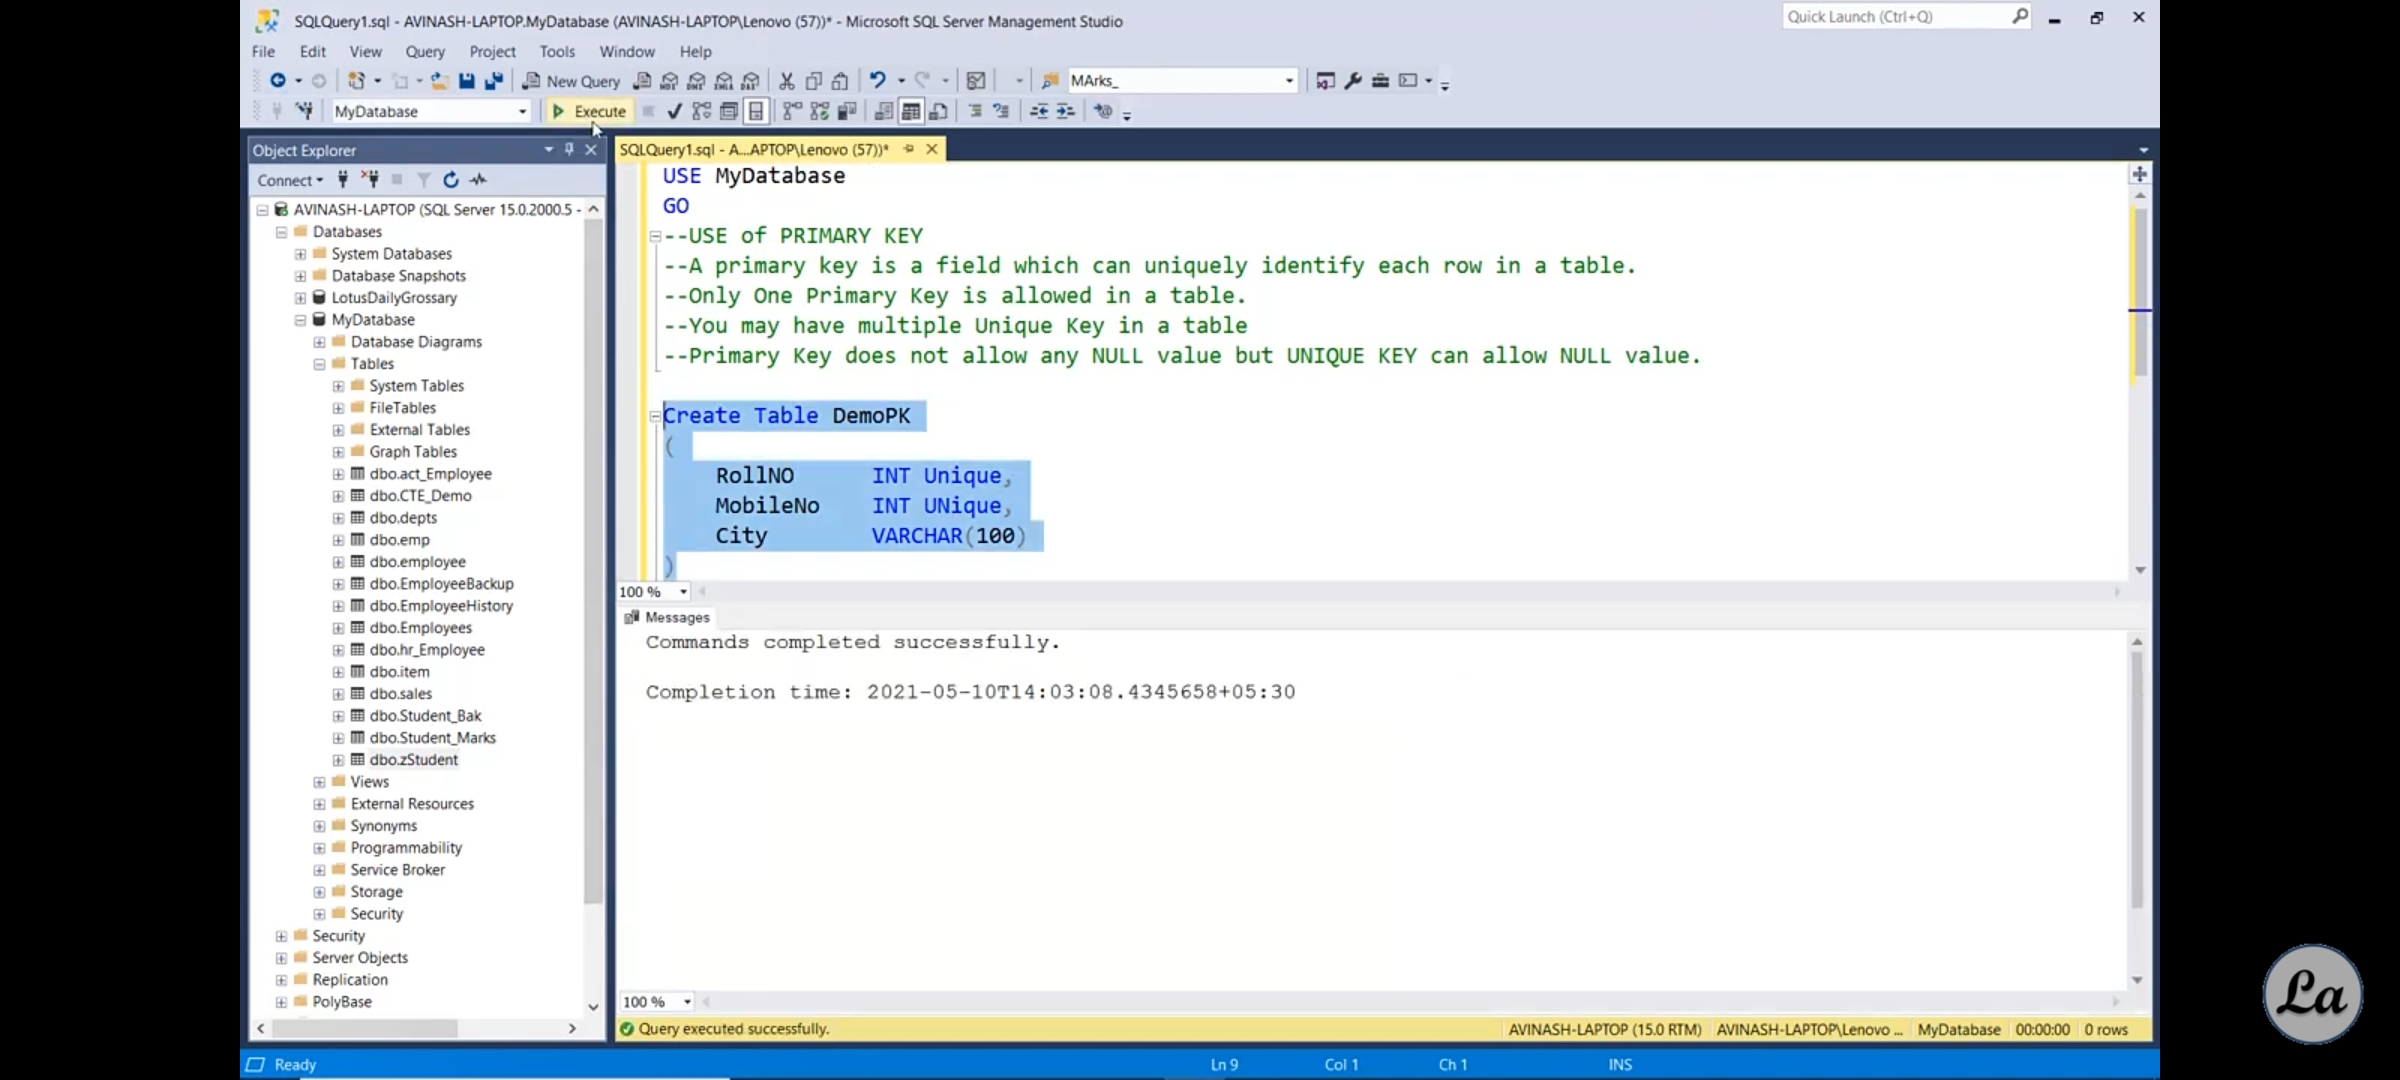 SQLQuery1.sql - AVINASH-LAPTOP.MyDatabase (AVINASH-LAPTOP\Lenovo (57))* - Microsoft SQL Server Management Studio
Quick Launch (Ctrl+Q)
File Edit View Query Project Tools Window Help
New Query
MArks_
MyDatabase
Execute
Object Explorer
SQLQuery1.sql - A...APTOP\Lenovo (57))*
Connect
AVINASH-LAPTOP (SQL Server 15.0.2000.5 -
Databases
System Databases
Database Snapshots
LotusDailyGrossary
MyDatabase
Database Diagrams
Tables
System Tables
FileTables
External Tables
Graph Tables
dbo.act_Employee
dbo.CTE_Demo
dbo.depts
dbo.emp
dbo.employee
dbo.EmployeeBackup
dbo.EmployeeHistory
dbo.Employees
dbo.hr_Employee
dbo.item
dbo.sales
dbo.Student_Bak
dbo.Student_Marks
dbo.zStudent
Views
External Resources
Synonyms
Programmability
Service Broker
Storage
Security
Security
Server Objects
Replication
PolyBase
USE MyDatabase
GO
--USE of PRIMARY KEY
--A primary key is a field which can uniquely identify each row in a table.
--Only One Primary Key is allowed in a table.
--You may have multiple Unique Key in a table
--Primary Key does not allow any NULL value but UNIQUE KEY can allow NULL value.
Create Table DemoPK
(
RollNO INT Unique,
MobileNo INT UNique,
City VARCHAR(100)
)
100 %
Messages
Commands completed successfully.
Completion time: 2021-05-10T14:03:08.4345658+05:30
100 %
Query executed successfully.
AVINASH-LAPTOP (15.0 RTM) AVINASH-LAPTOP\Lenovo ... MyDatabase 00:00:00 0 rows
Ready
Ln 9 Col 1 Ch 1 INS
La